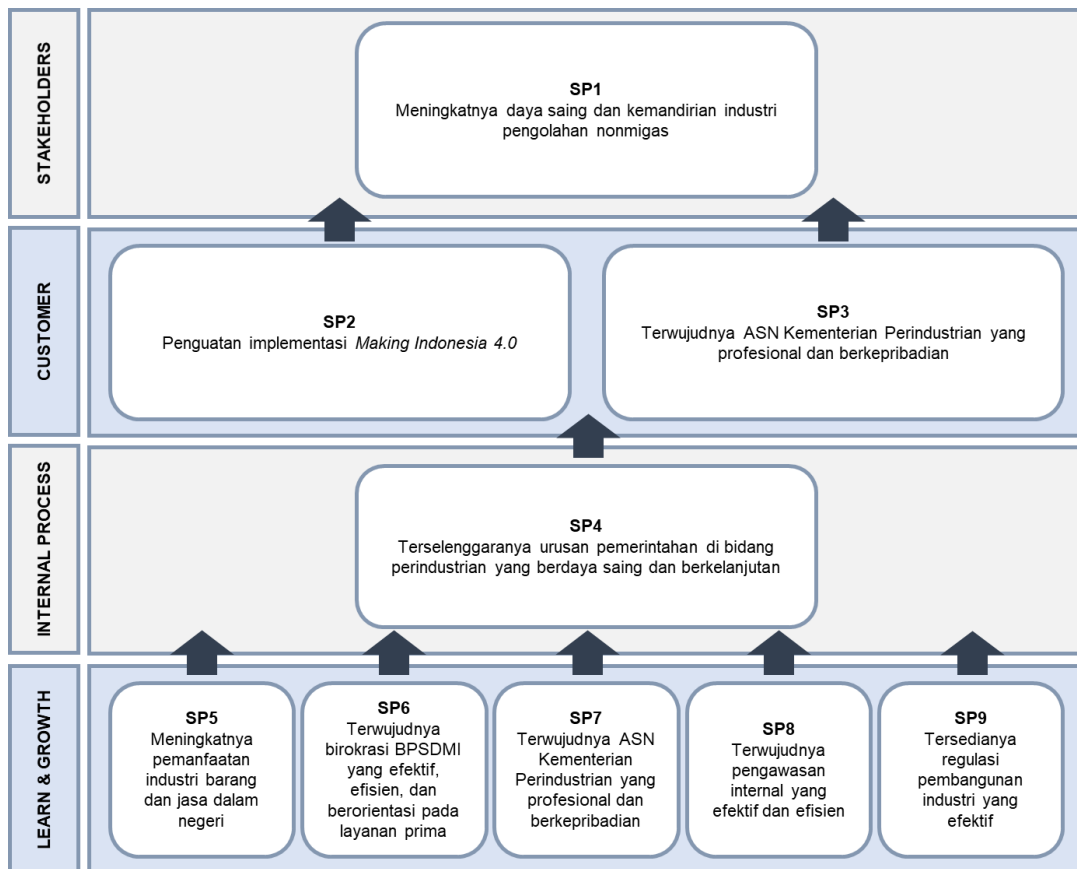 STAKEHOLDERS
SP1
Meningkatnya daya saing dan kemandirian industri
pengolahan nonmigas
CUSTOMER
SP2
Penguatan implementasi Making Indonesia 4.0
SP3
Terwujudnya ASN Kementerian Perindustrian yang
profesional dan berkepribadian
INTERNAL PROCESS
SP4
Terselenggaranya urusan pemerintahan di bidang
perindustrian yang berdaya saing dan berkelanjutan
LEARN & GROWTH
SP5
Meningkatnya
pemanfaatan
industri barang
dan jasa dalam
negeri
SP6
Terwujudnya
birokrasi BPSDMI
yang efektif,
efisien, dan
berorientasi pada
layanan prima
SP7
Terwujudnya ASN
Kementerian
Perindustrian yang
profesional dan
berkepribadian
SP8
Terwujudnya
pengawasan
internal yang
efektif dan efisien
SP9
Tersedianya
regulasi
pembangunan
industri yang
efektif